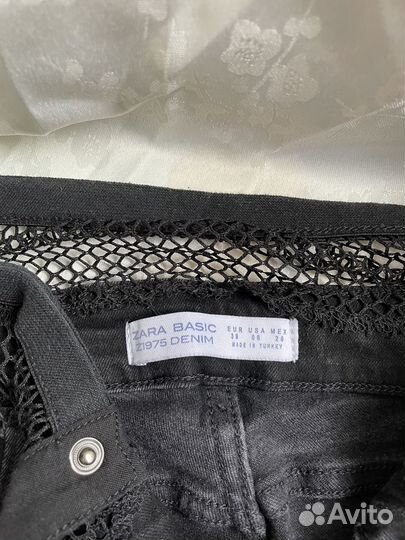 ZARA BASIC
Z1975 DENIM
EUR USA MEX
38 06 28
MADE IN TURKEY
Avito